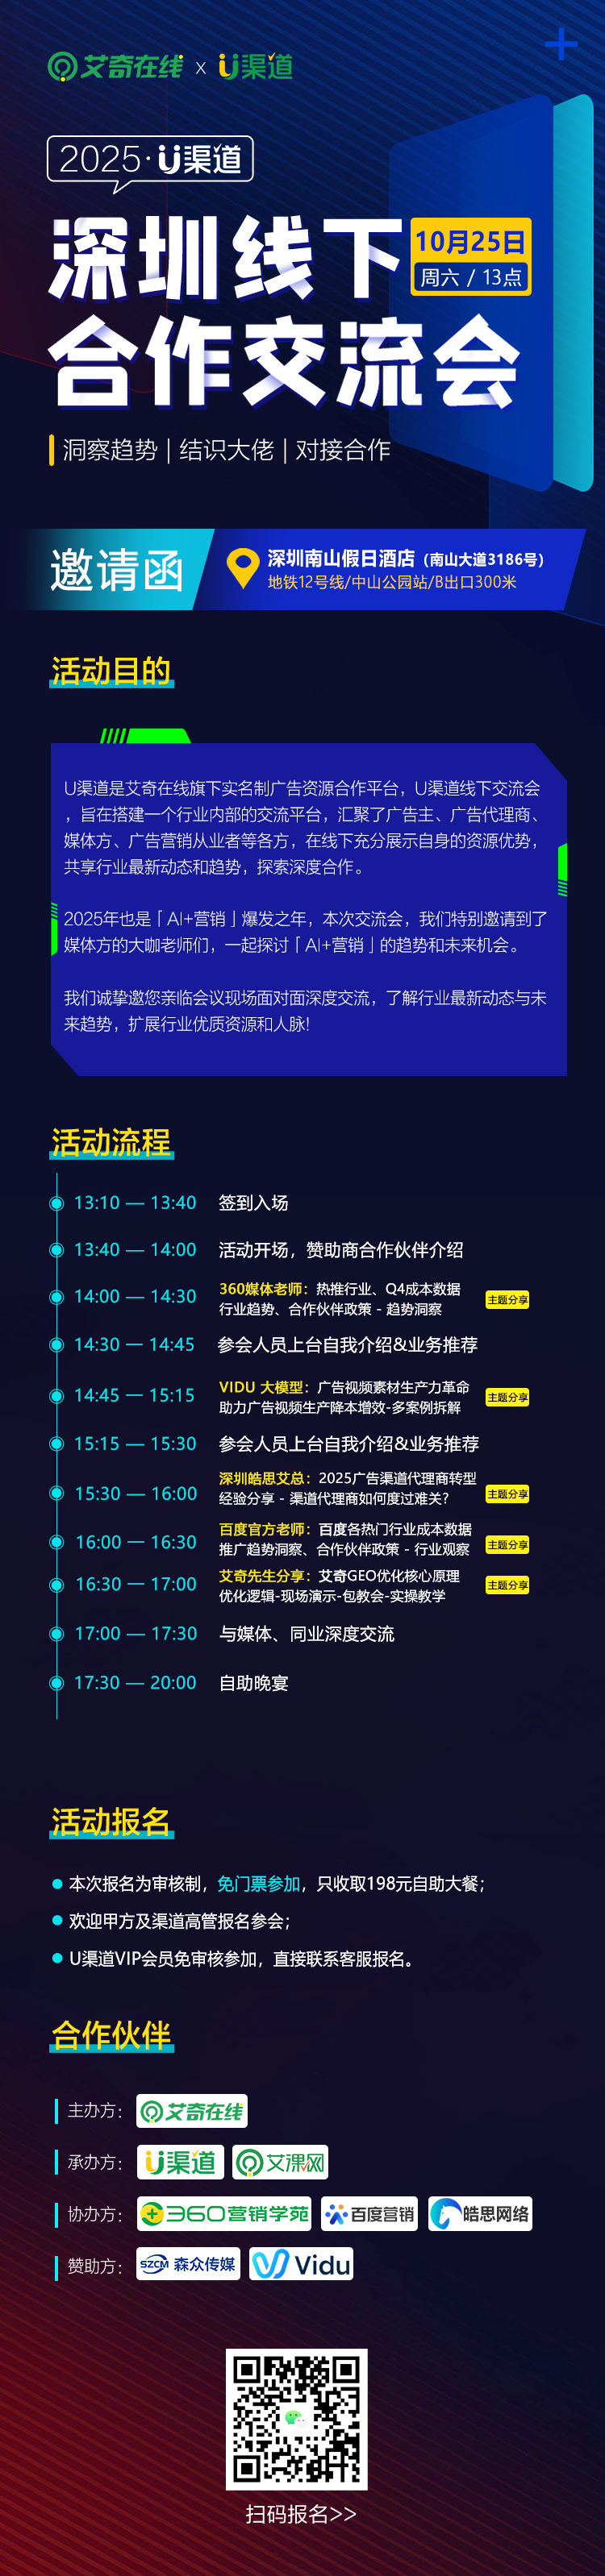 艾奇在线 x U渠道
2025·U渠道
深圳线下
10月25日
周六 / 13点
合作交流会
洞察趋势 | 结识大佬 | 对接合作
邀请函
深圳南山假日酒店（南山大道3186号）
地铁12号线/中山公园站/B出口300米
活动目的
U渠道是艾奇在线旗下实名制广告资源合作平台，U渠道线下交流会
，旨在搭建一个行业内部的交流平台，汇聚了广告主、广告代理商、
媒体方、广告营销从业者等各方，在线下充分展示自身的资源优势，
共享行业最新动态和趋势，探索深度合作。
2025年也是「AI+营销」爆发之年，本次交流会，我们特别邀请到了
媒体方的大咖老师们，一起探讨「AI+营销」的趋势和未来机会。
我们诚挚邀您亲临会议现场面对面深度交流，了解行业最新动态与未
来趋势，扩展行业优质资源和人脉!
活动流程
13:10 — 13:40 签到入场
13:40 — 14:00 活动开场，赞助商合作伙伴介绍
14:00 — 14:30 360媒体老师：热推行业、Q4成本数据
行业趋势、合作伙伴政策 - 趋势洞察 主题分享
14:30 — 14:45 参会人员上台自我介绍&业务推荐
14:45 — 15:15 VIDU 大模型：广告视频素材生产力革命
助力广告视频生产降本增效-多案例拆解 主题分享
15:15 — 15:30 参会人员上台自我介绍&业务推荐
15:30 — 16:00 深圳皓思艾总：2025广告渠道代理商转型
经验分享 - 渠道代理商如何度过难关? 主题分享
16:00 — 16:30 百度官方老师：百度各热门行业成本数据
推广趋势洞察、合作伙伴政策 - 行业观察 主题分享
16:30 — 17:00 艾奇先生分享：艾奇GEO优化核心原理
优化逻辑-现场演示-包教会-实操教学 主题分享
17:00 — 17:30 与媒体、同业深度交流
17:30 — 20:00 自助晚宴
活动报名
本次报名为审核制，免门票参加，只收取198元自助大餐；
欢迎甲方及渠道高管报名参会；
U渠道VIP会员免审核参加，直接联系客服报名。
合作伙伴
主办方： 艾奇在线
承办方： U渠道 艾课网
协办方： 360营销学苑 百度营销 皓思网络
赞助方： SZCM 森众传媒 Vidu
扫码报名>>